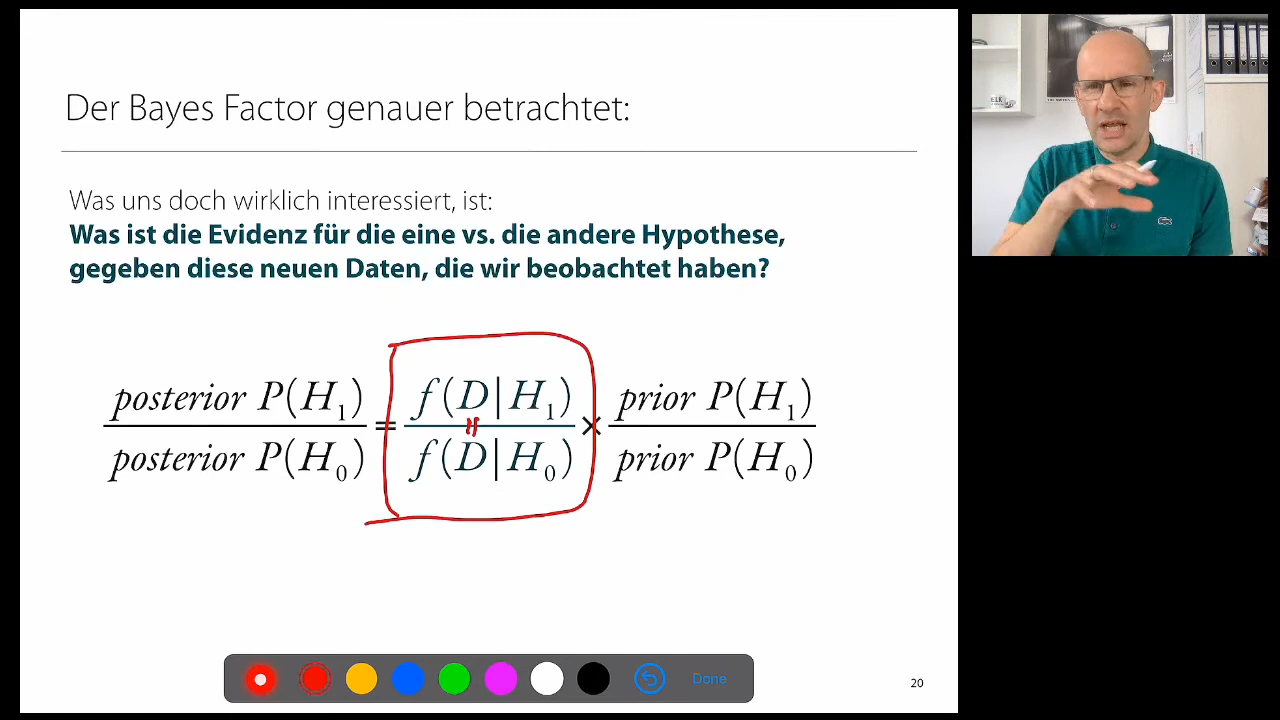 Der Bayes Factor genauer betrachtet:
Was uns doch wirklich interessiert, ist:
Was ist die Evidenz für die eine vs. die andere Hypothese,
gegeben diese neuen Daten, die wir beobachtet haben?
posterior P(H₁) / posterior P(H₀) = f(D|H₁) / f(D|H₀) × prior P(H₁) / prior P(H₀)
Done
20